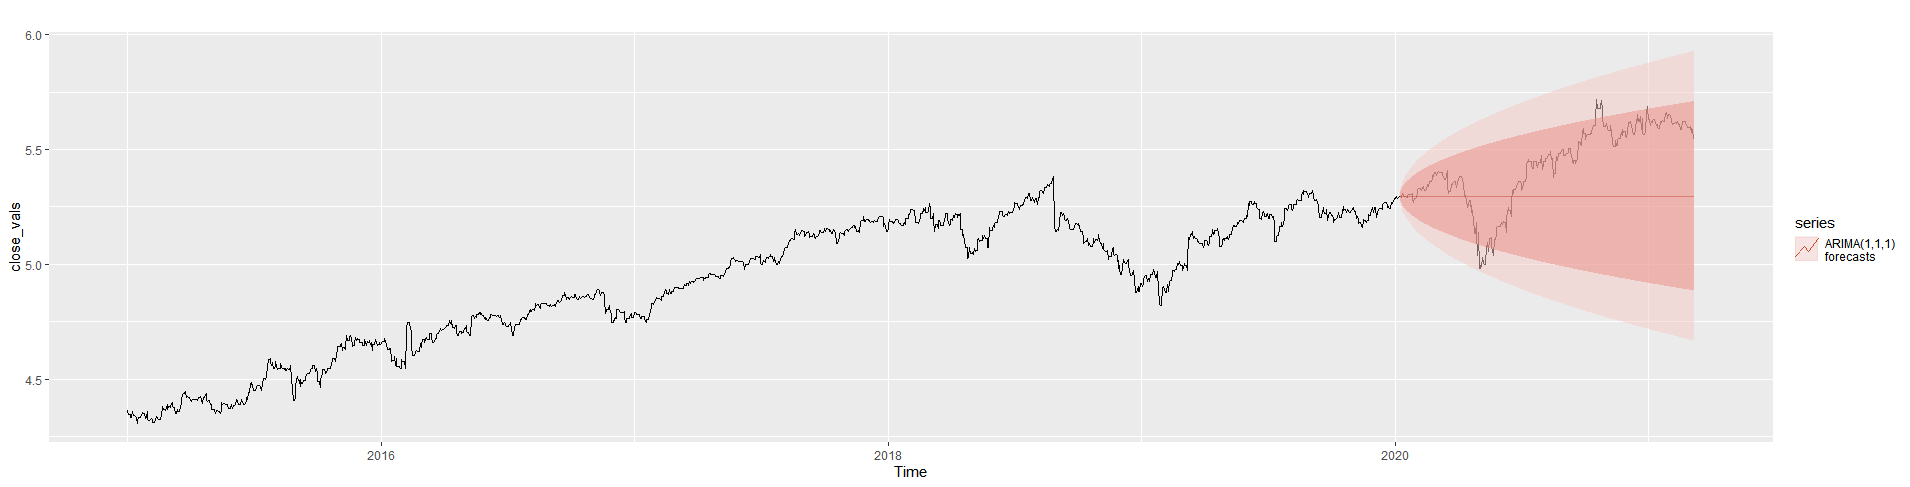 6.0
5.5
5.0
4.5
close_vals
2016
2018
2020
Time
series
ARIMA(1,1,1)
forecasts